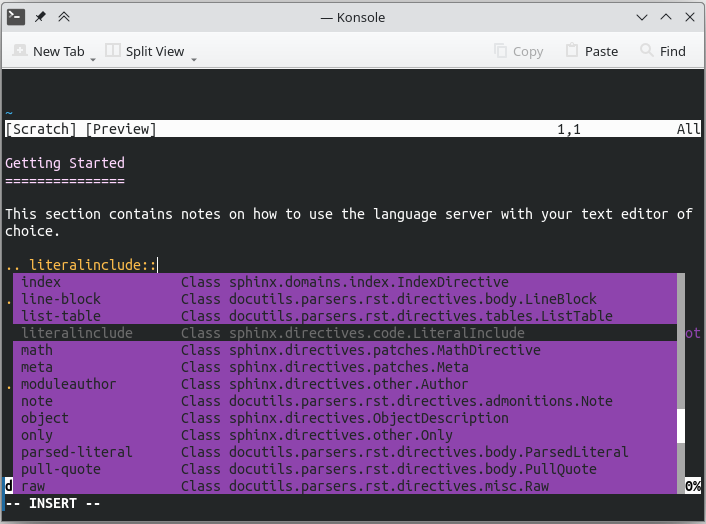 — Konsole
New Tab Split View Copy Paste Find
~
[Scratch] [Preview] 1,1 All
Getting Started
===============
This section contains notes on how to use the language server with your text editor of
choice.
.. literalinclude::
index Class sphinx.domains.index.IndexDirective
. line-block Class docutils.parsers.rst.directives.body.LineBlock
list-table Class docutils.parsers.rst.directives.tables.ListTable
literalinclude Class sphinx.directives.code.LiteralInclude ot
math Class sphinx.directives.patches.MathDirective
meta Class sphinx.directives.patches.Meta
. moduleauthor Class sphinx.directives.other.Author
note Class docutils.parsers.rst.directives.admonitions.Note
object Class sphinx.directives.ObjectDescription
only Class sphinx.directives.other.Only
parsed-literal Class docutils.parsers.rst.directives.body.ParsedLiteral
pull-quote Class docutils.parsers.rst.directives.body.PullQuote
d raw Class docutils.parsers.rst.directives.misc.Raw 0%
-- INSERT --